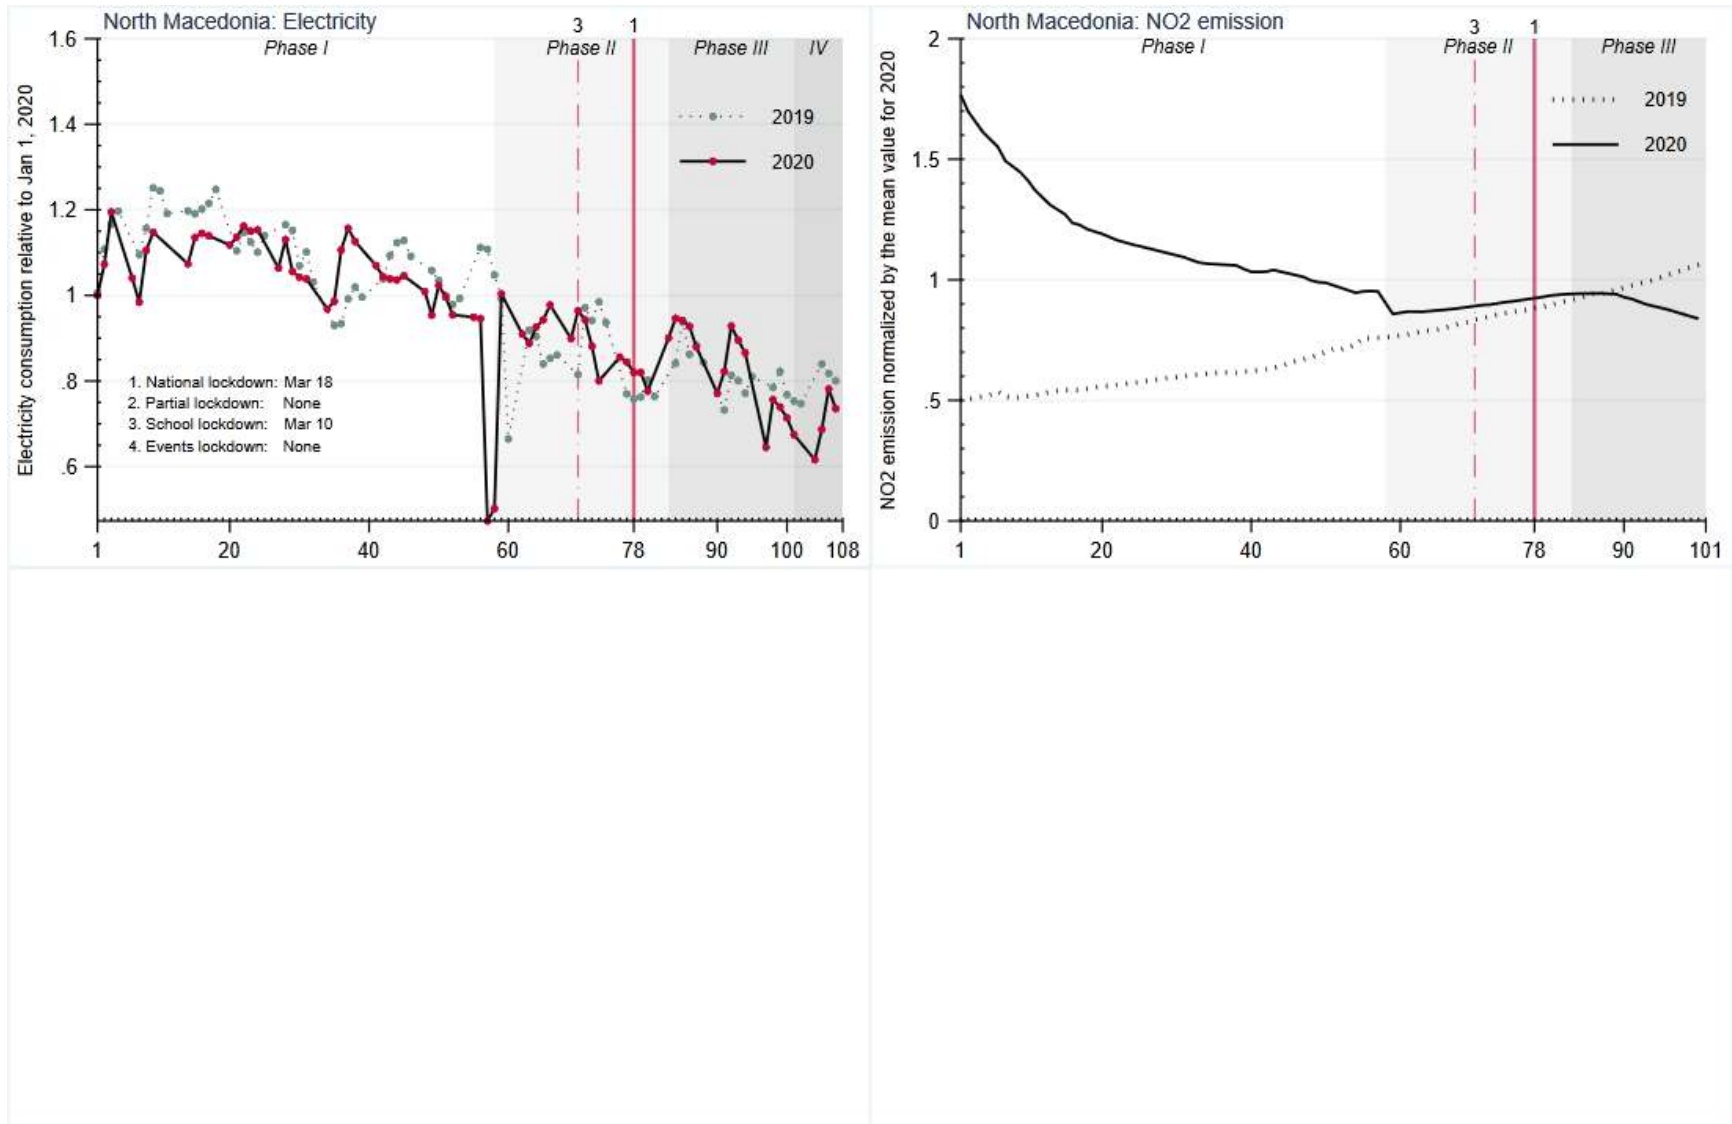 North Macedonia: Electricity
3 1
Phase I Phase II Phase III IV
Electricity consumption relative to Jan 1, 2020
1.6
1.4
1.2
1
.8
.6
2019
2020
1. National lockdown: Mar 18
2. Partial lockdown: None
3. School lockdown: Mar 10
4. Events lockdown: None
1 20 40 60 78 90 100 108
North Macedonia: NO2 emission
3 1
Phase I Phase II Phase III
NO2 emission normalized by the mean value for 2020
2
1.5
1
.5
0
2019
2020
1 20 40 60 78 90 101